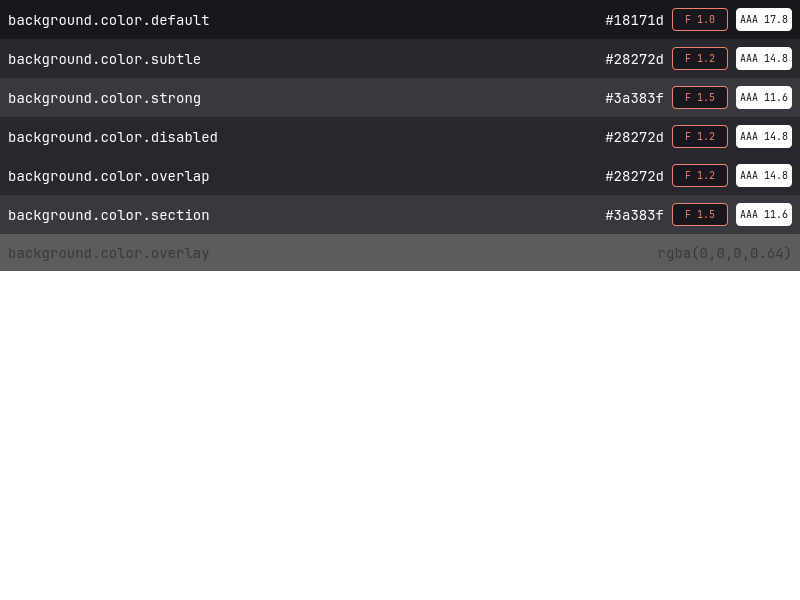 background.color.default #18171d F 1.0 AAA 17.8
background.color.subtle #28272d F 1.2 AAA 14.8
background.color.strong #3a383f F 1.5 AAA 11.6
background.color.disabled #28272d F 1.2 AAA 14.8
background.color.overlap #28272d F 1.2 AAA 14.8
background.color.section #3a383f F 1.5 AAA 11.6
background.color.overlay rgba(0,0,0,0.64)